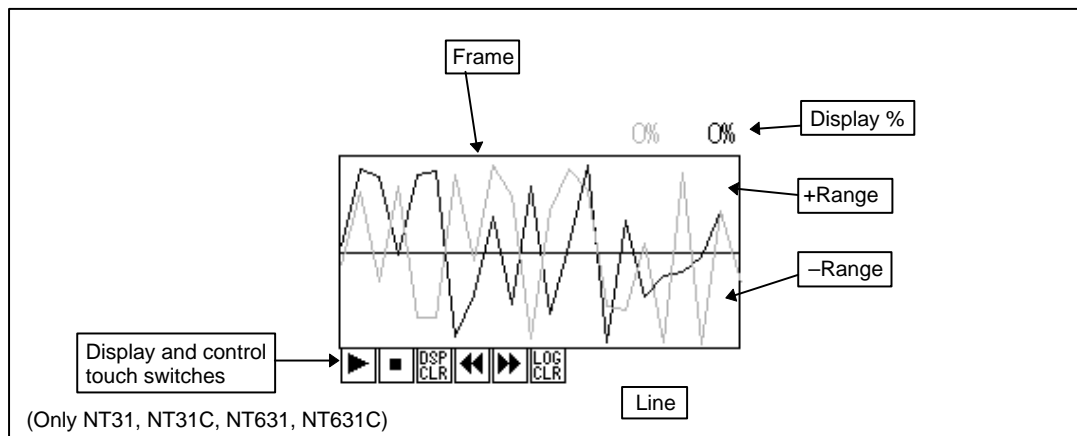 Frame
Display %
0% 0%
+Range
–Range
Display and control
touch switches
DSP
CLR
LOG
CLR
Line
(Only NT31, NT31C, NT631, NT631C)